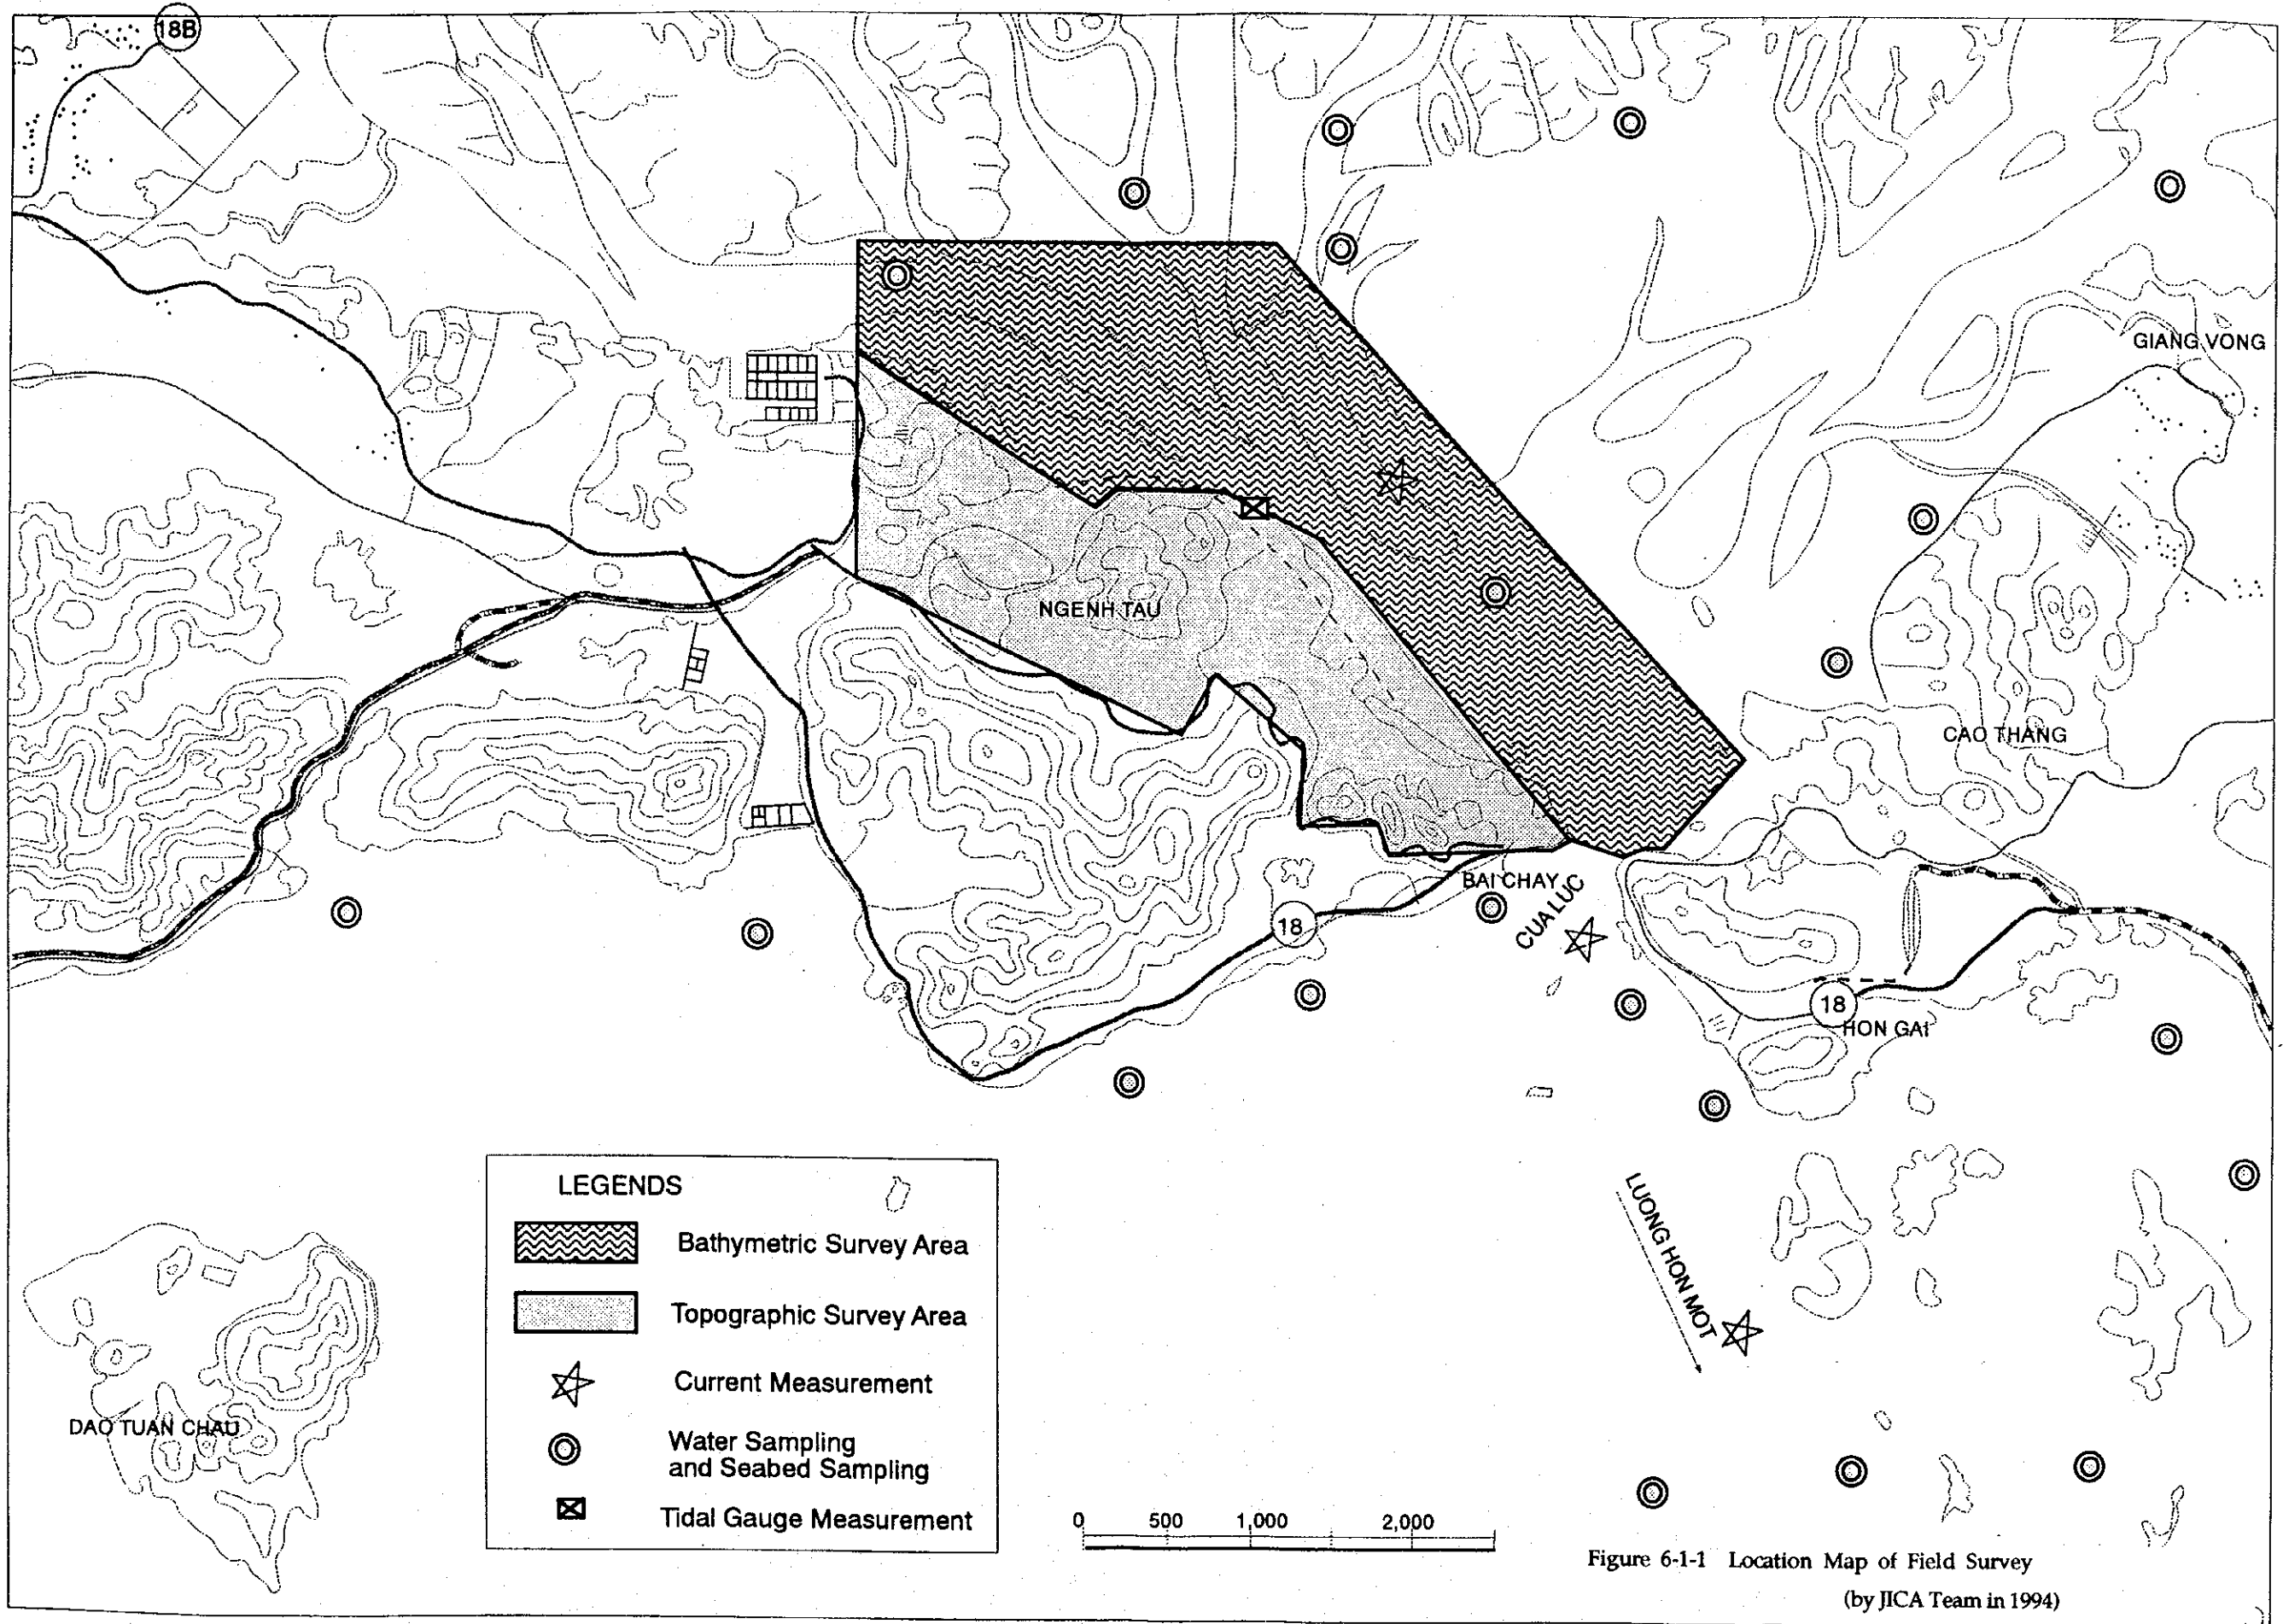 18B
GIANG VONG
NGENH TAU
CAO THANG
BAI CHAY
CUA LUC
18
18
HON GAI
LUONG HON MOT
DAO TUAN CHAU
LEGENDS
Bathymetric Survey Area
Topographic Survey Area
Current Measurement
Water Sampling
and Seabed Sampling
Tidal Gauge Measurement
0 500 1,000 2,000
Figure 6-1-1 Location Map of Field Survey
(by JICA Team in 1994)